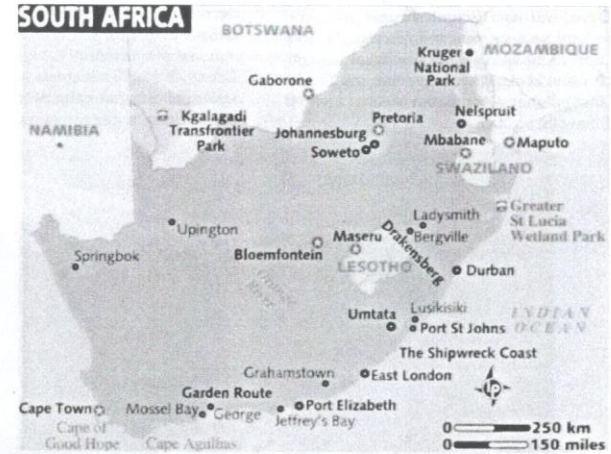 SOUTH AFRICA
BOTSWANA
Kruger
National
Park
MOZAMBIQUE
Gaborone
Kgalagadi
Transfrontier
Park
Nelspruit
Pretoria
Johannesburg
Soweto
NAMIBIA
Mbabane
Maputo
SWAZILAND
Greater
St Lucia
Wetland Park
Ladysmith
Upington
Drakensberg
Bergville
Maseru
Bloemfontein
Springbok
LESOTHO
Durban
Orange
River
Lusikisiki
Umtata
INDIAN
Port St Johns
OCEAN
The Shipwreck Coast
Grahamstown
East London
Garden Route
Cape Town
Mossel Bay
George
Port Elizabeth
Jeffrey's Bay
Cape of
Good Hope
Cape Agulhas
LP
0 250 km
0 150 miles